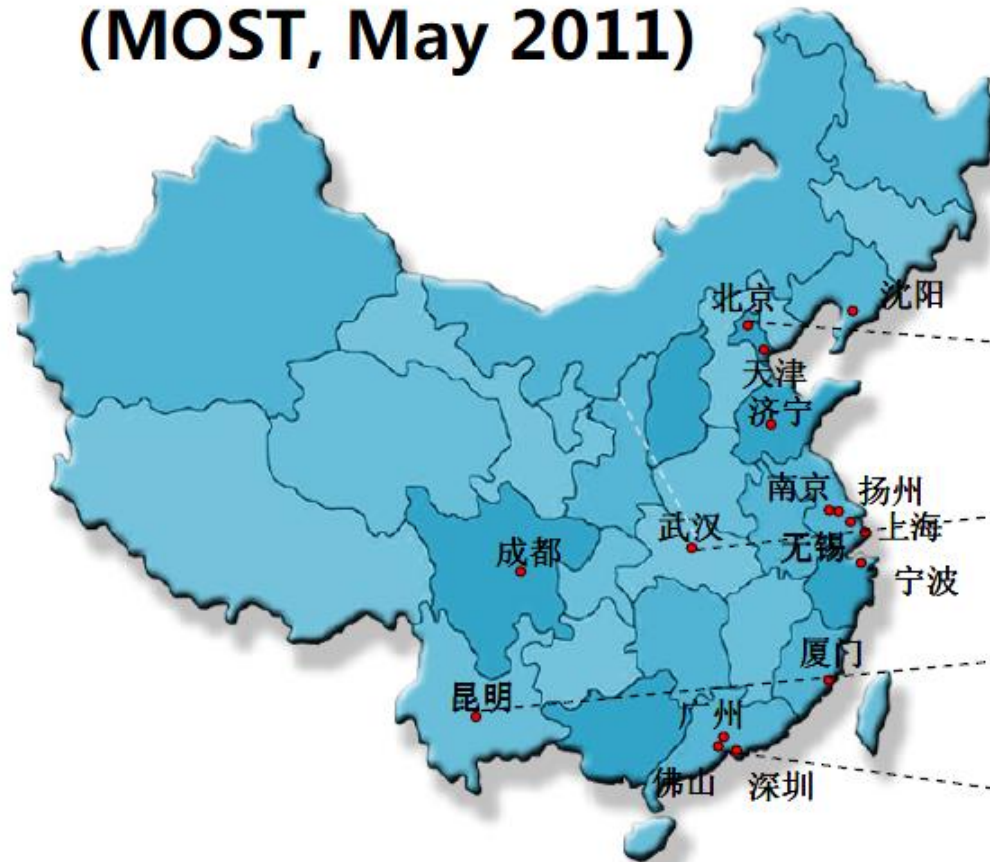 (MOST, May 2011)
北京
沈阳
天津
济宁
南京
扬州
武汉
上海
无锡
成都
宁波
厦门
昆明
广州
佛山
深圳